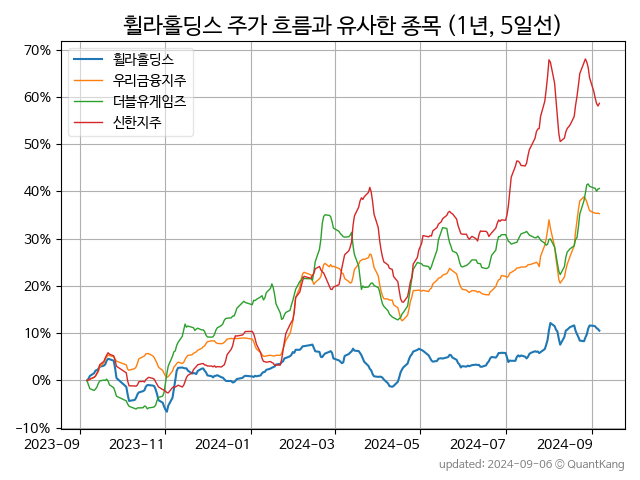 휠라홀딩스 주가 흐름과 유사한 종목 (1년, 5일선)
70%
60%
50%
40%
30%
20%
10%
0%
−10%
휠라홀딩스
우리금융지주
더블유게임즈
신한지주
2023-09
2023-11
2024-01
2024-03
2024-05
2024-07
2024-09
updated: 2024-09-06 © QuantKang